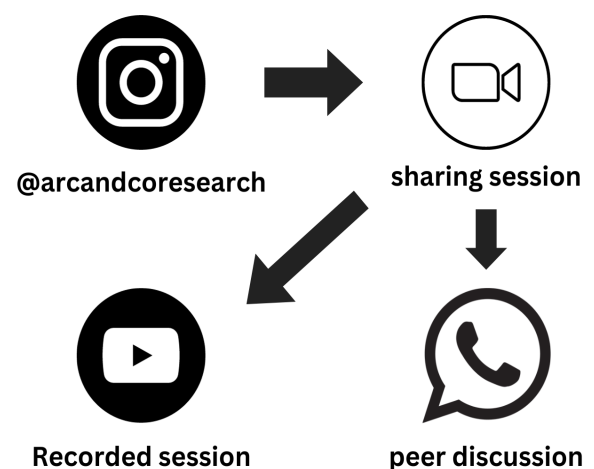 @arcandcoresearch
sharing session
Recorded session
peer discussion